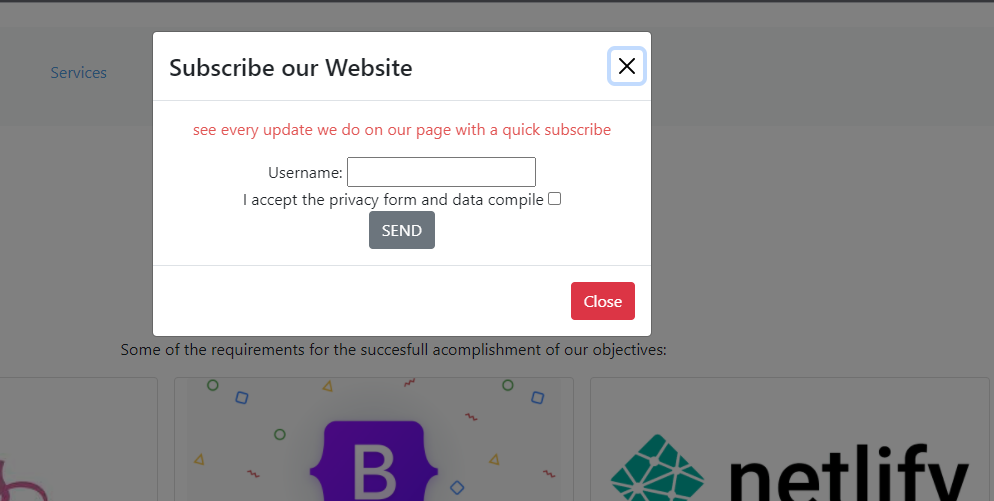 Services
Subscribe our Website
see every update we do on our page with a quick subscribe
Username:
I accept the privacy form and data compile
SEND
Close
Some of the requirements for the succesfull acomplishment of our objectives:
B
netlify